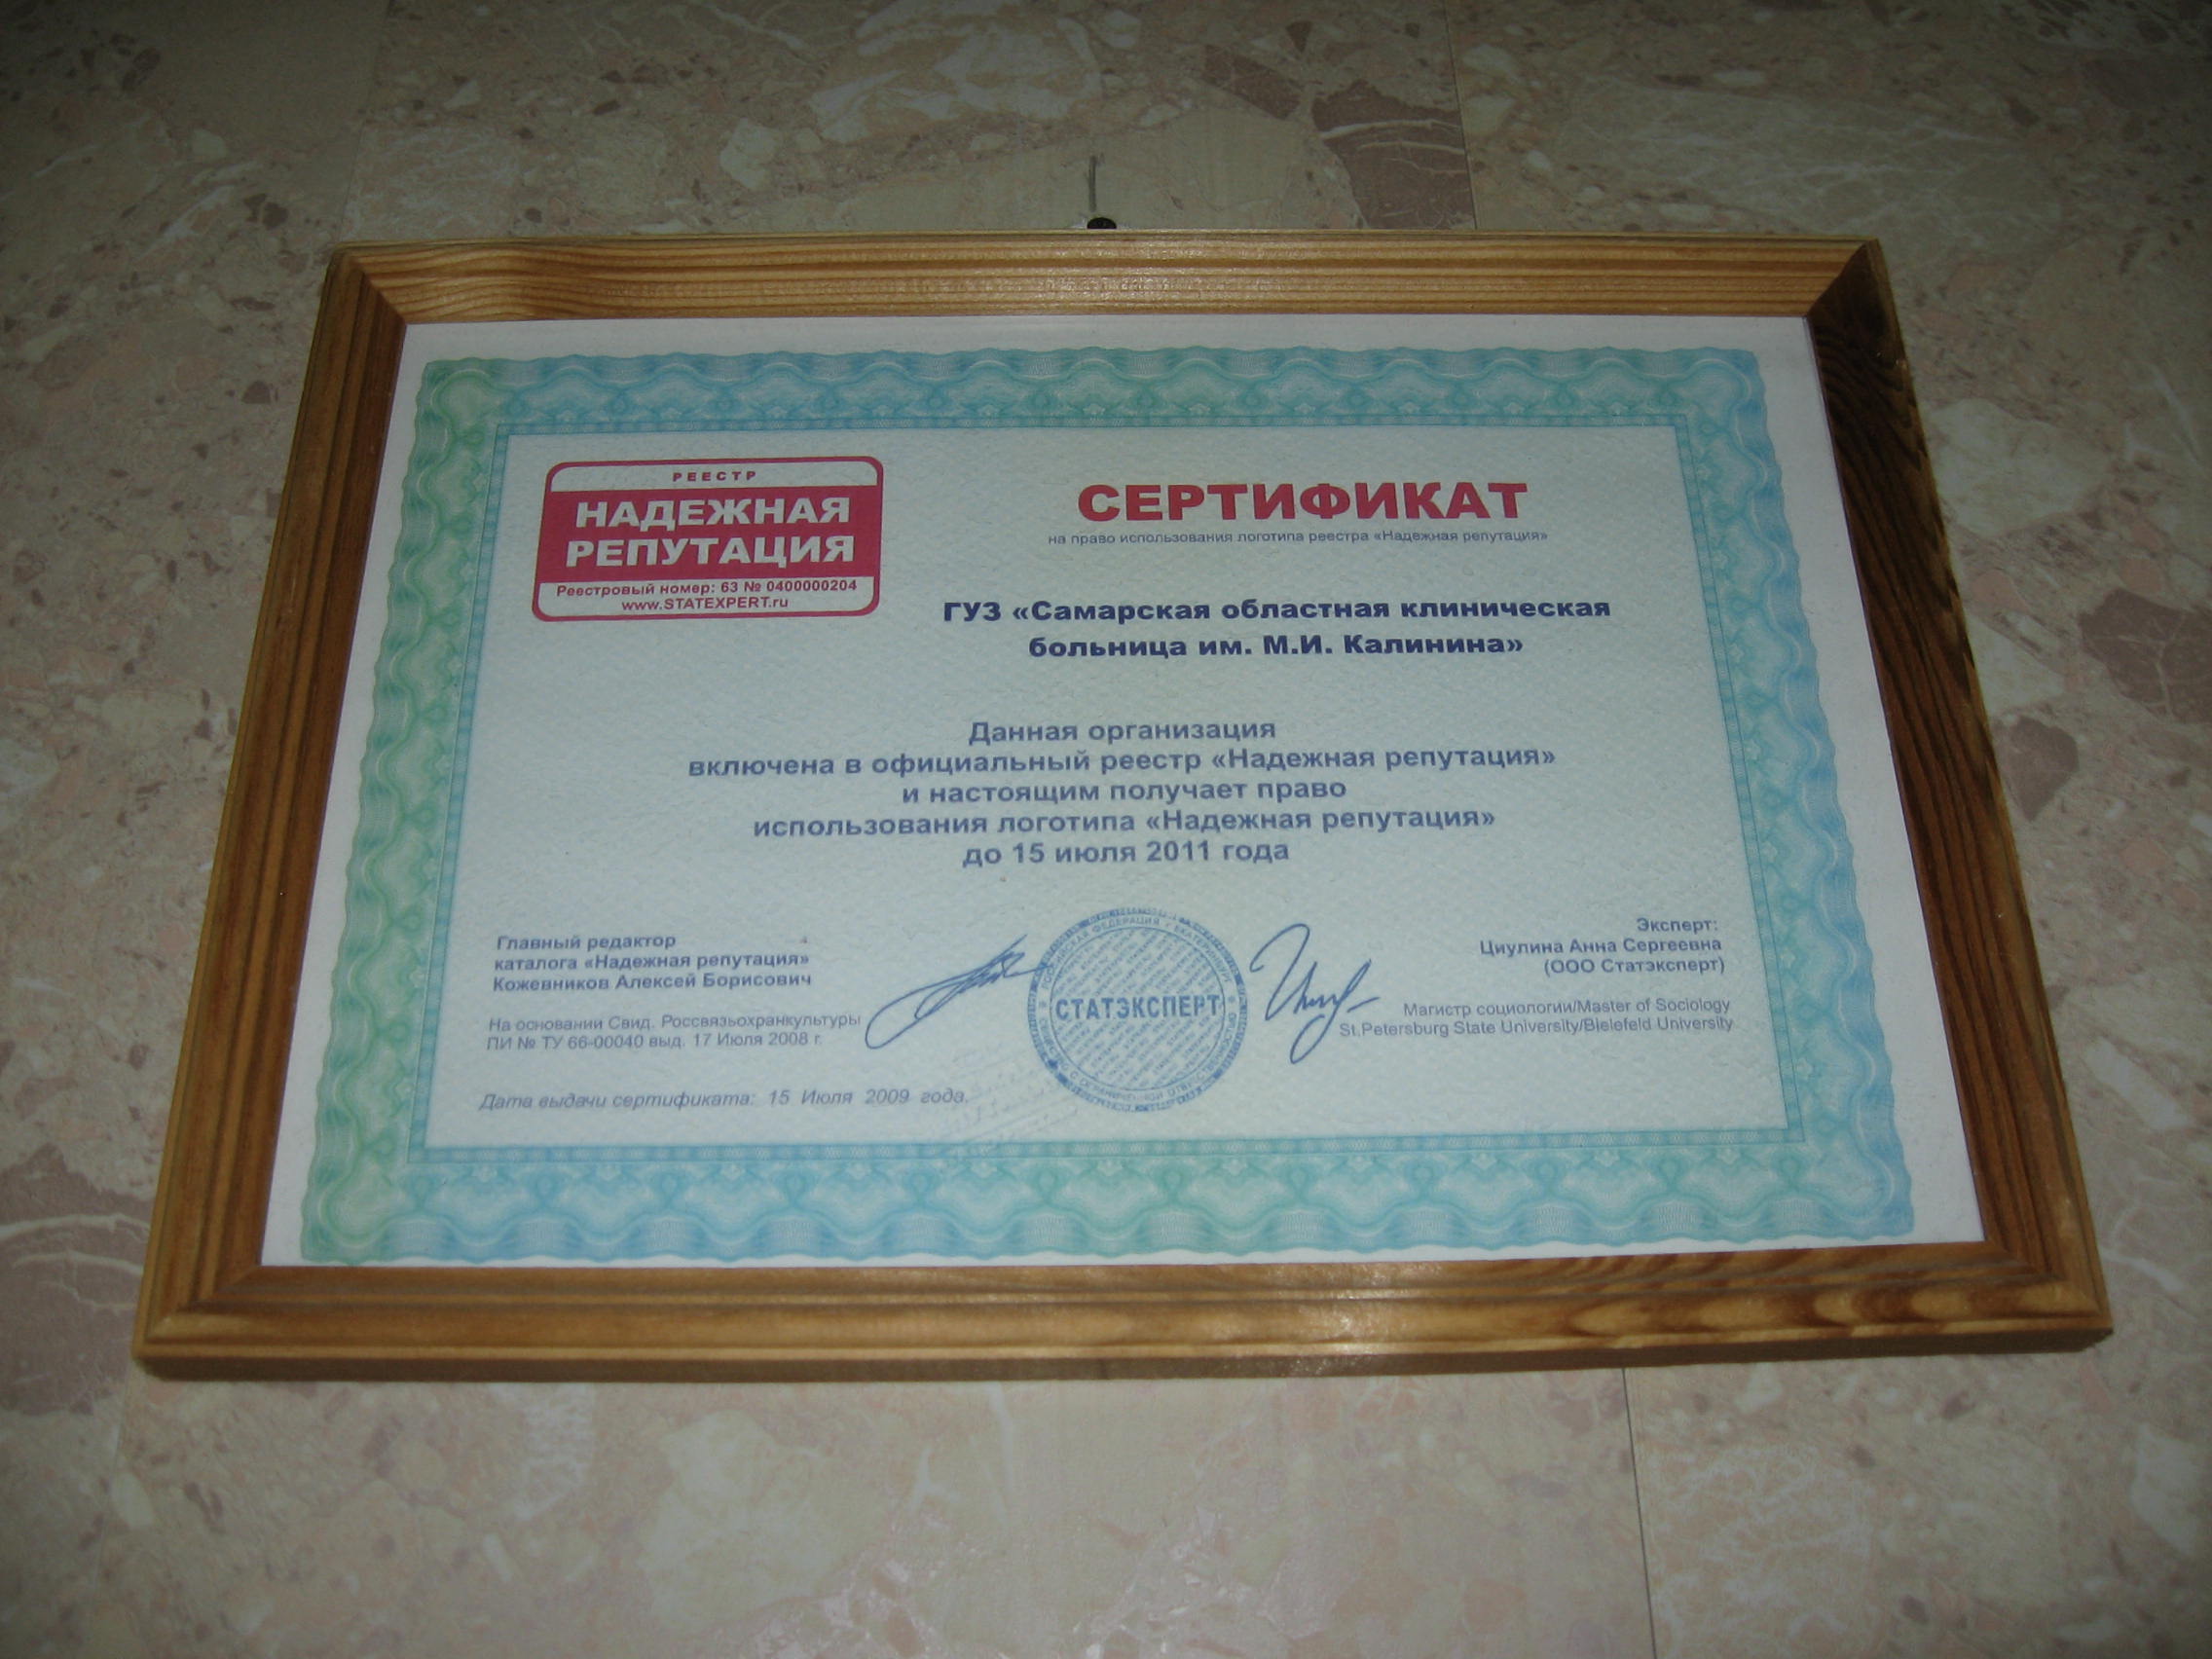 РЕЕСТР
НАДЕЖНАЯ
РЕПУТАЦИЯ
Реестровый номер: 63 № 0400000204
www.STATEXPERT.ru
СЕРТИФИКАТ
на право использования логотипа реестра «Надежная репутация»
ГУЗ «Самарская областная клиническая
больница им. М.И. Калинина»
Данная организация
включена в официальный реестр «Надежная репутация»
и настоящим получает право
использования логотипа «Надежная репутация»
до 15 июля 2011 года
Главный редактор
каталога «Надежная репутация»
Кожевников Алексей Борисович
На основании Свид. Россвязьохранкультуры
ПИ № ТУ 66-00040 выд. 17 Июля 2008 г.
Дата выдачи сертификата: 15 Июля 2009 года.
РОССИЙСКАЯ ФЕДЕРАЦИЯ г. ЕКАТЕРИНБУРГ
СТАТЭКСПЕРТ
Эксперт:
Циулина Анна Сергеевна
(ООО Статэксперт)
Магистр социологии/Master of Sociology
St.Petersburg State University/Bielefeld University